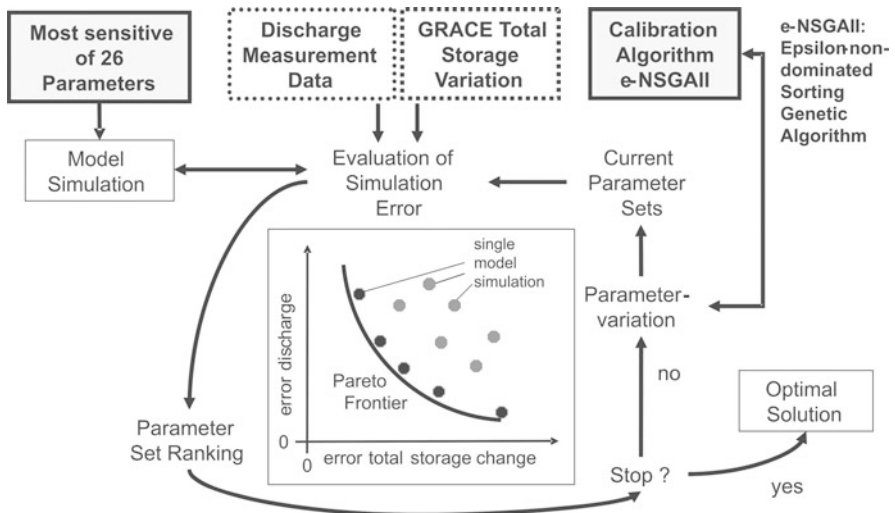 Most sensitive
of 26
Parameters
Discharge
Measurement
Data
GRACE Total
Storage
Variation
Calibration
Algorithm
e-NSGAII
e-NSGAII:
Epsilon-non-
dominated
Sorting
Genetic
Algorithm
Model
Simulation
Evaluation of
Simulation
Error
Current
Parameter
Sets
single
model
simulation
Parameter-
variation
error discharge
Pareto
Frontier
0
0
error total storage change
no
Optimal
Solution
Parameter
Set Ranking
Stop ?
yes